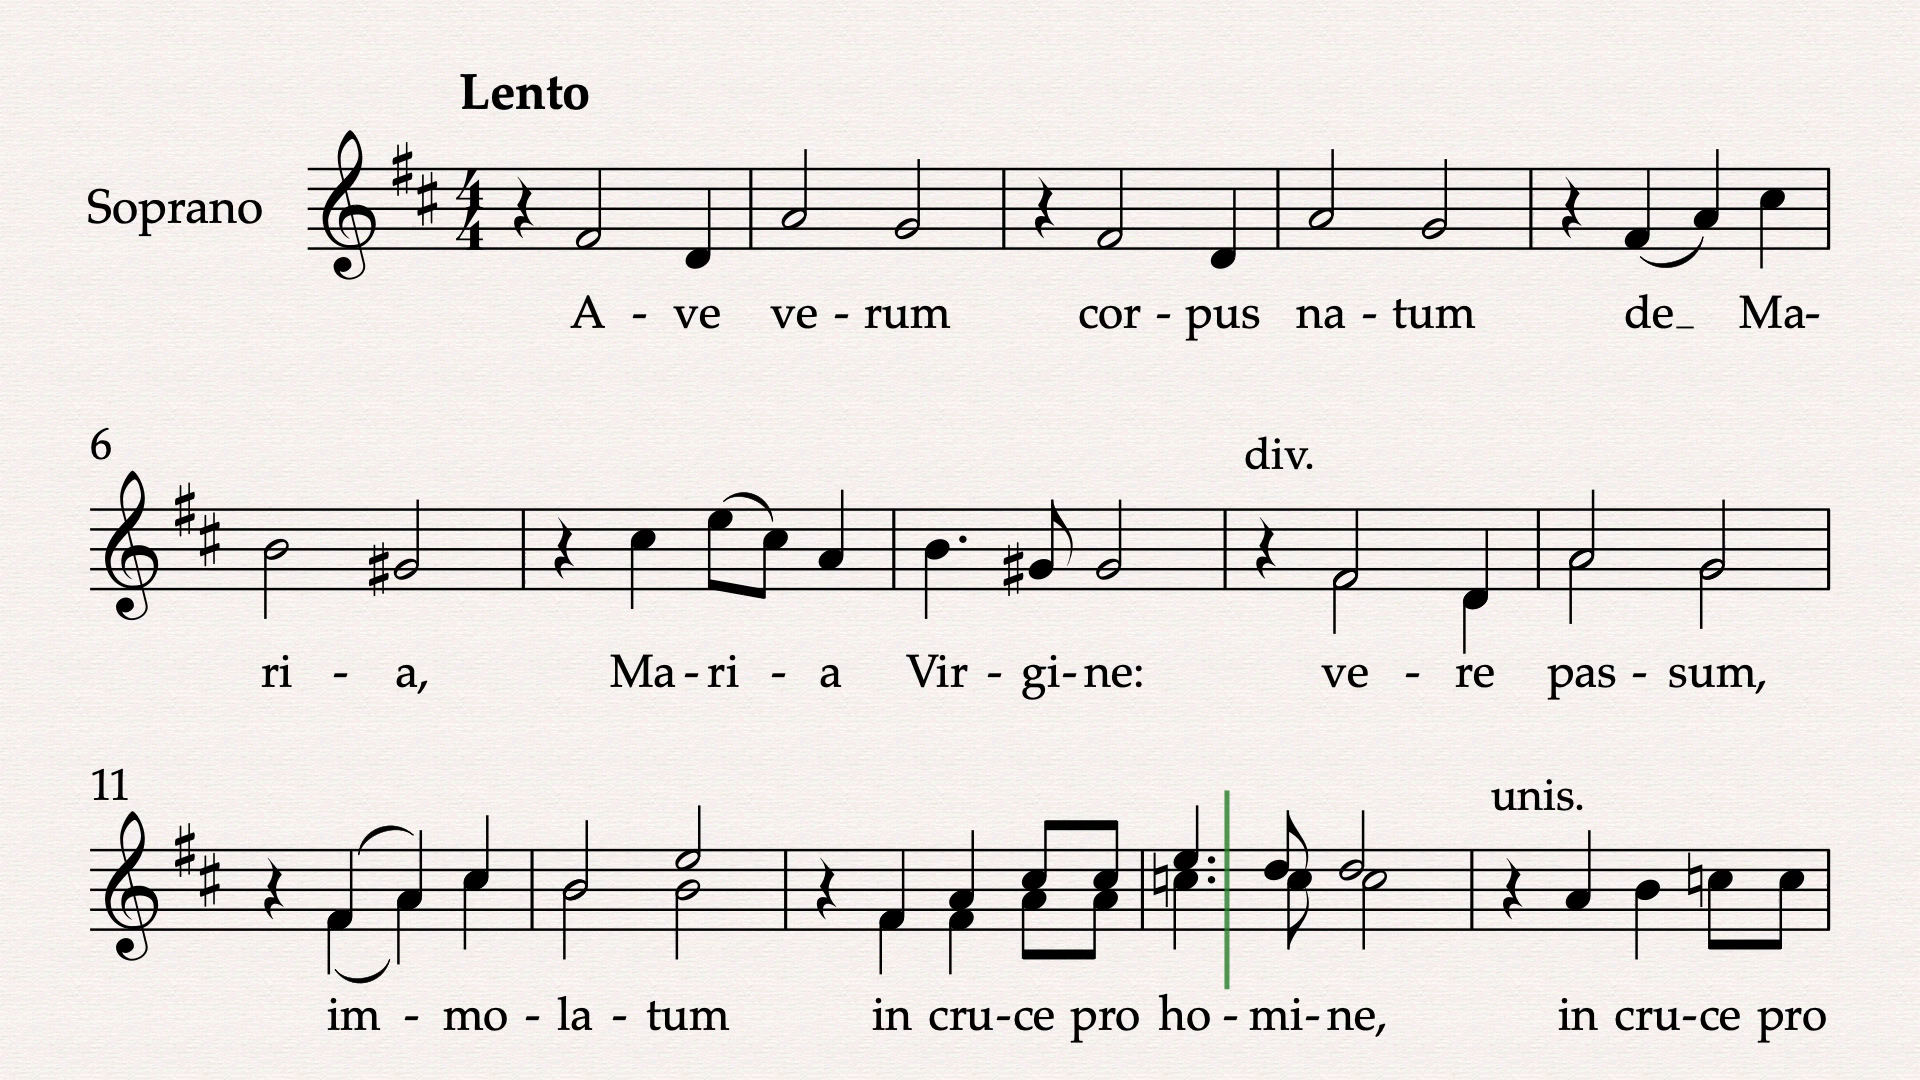 Lento
Soprano
4
4
A - ve ve - rum cor - pus na - tum de_ Ma-
6
div.
ri - a, Ma - ri - a Vir - gi - ne: ve - re pas - sum,
11
unis.
im - mo - la - tum in cru - ce pro ho - mi - ne, in cru - ce pro